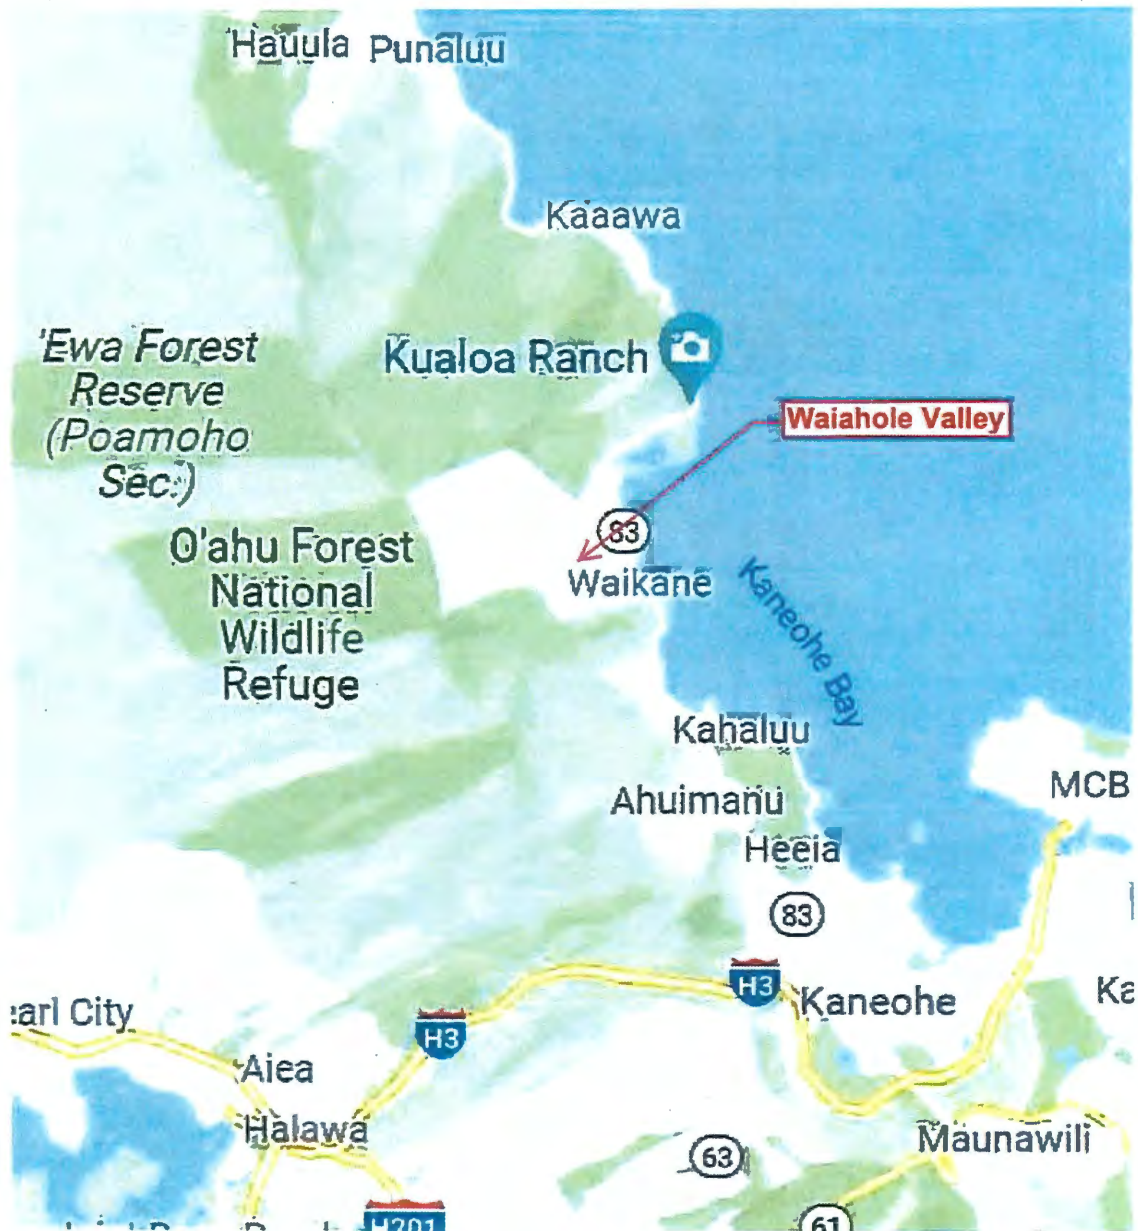 Hauula Punaluu
Kaaawa
'Ewa Forest
Reserve
(Poamoho
Sec.)
Kualoa Ranch
Waiahole Valley
O'ahu Forest
National
Wildlife
Refuge
83
Waikane
Kaneohe Bay
Kahaluu
MCB
Ahuimanu
Heeia
83
H3
Kaneohe
Ka
earl City
H3
Aiea
Halawa
Maunawili
63
H201
61